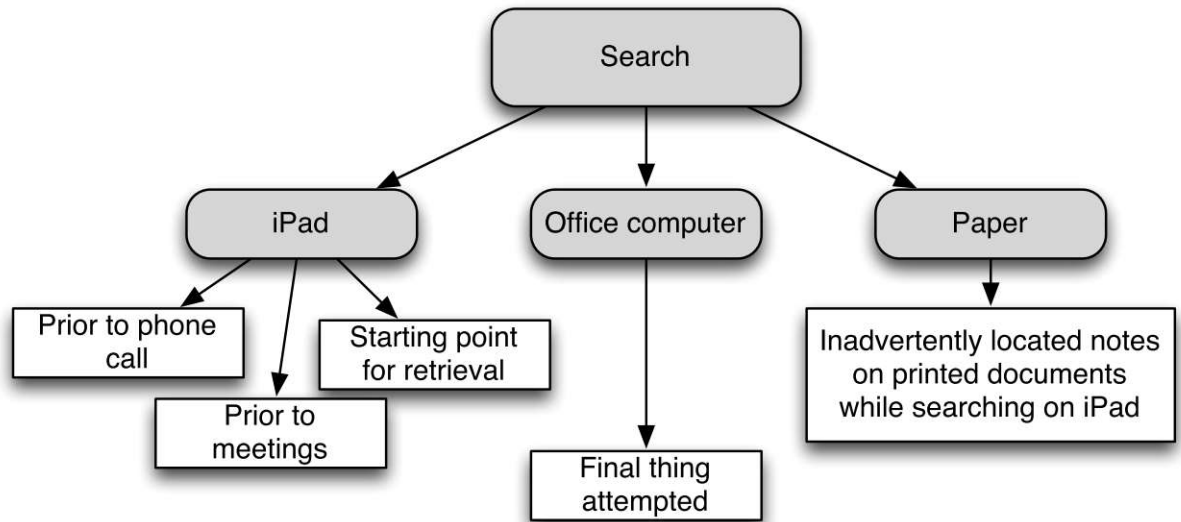 Search
iPad
Office computer
Paper
Prior to phone
call
Prior to
meetings
Starting point
for retrieval
Final thing
attempted
Inadvertently located notes
on printed documents
while searching on iPad